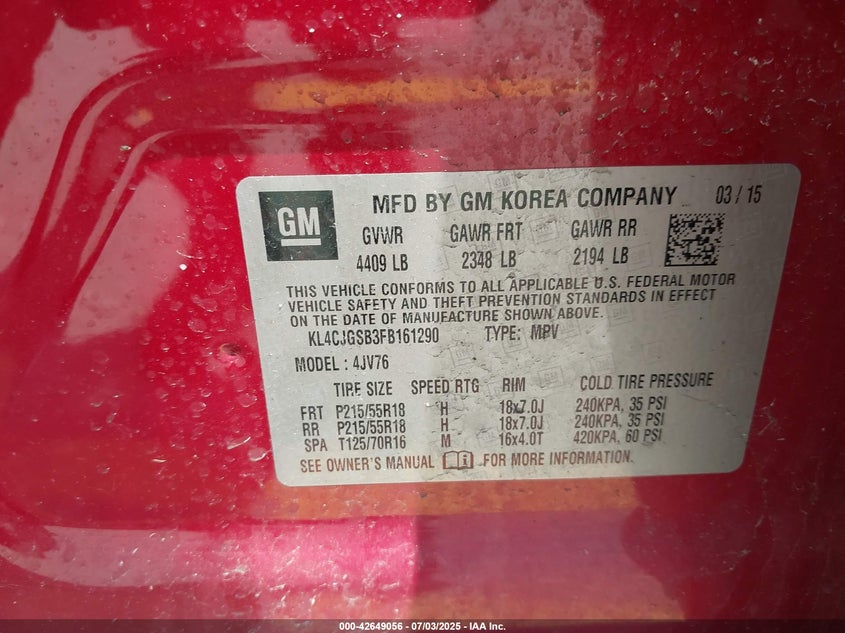 GM
MFD BY GM KOREA COMPANY 03 / 15
GVWR GAWR FRT GAWR RR
4409 LB 2348 LB 2194 LB
THIS VEHICLE CONFORMS TO ALL APPLICABLE U.S. FEDERAL MOTOR
VEHICLE SAFETY AND THEFT PREVENTION STANDARDS IN EFFECT
ON THE DATE OF MANUFACTURE SHOWN ABOVE.
KL4CJGSB3FB161290 TYPE: MPV
MODEL : 4JV76
TIRE SIZE SPEED RTG RIM COLD TIRE PRESSURE
FRT P215/55R18 H 18x7.0J 240KPA, 35 PSI
RR P215/55R18 H 18x7.0J 240KPA, 35 PSI
SPA T125/70R16 M 16x4.0T 420KPA, 60 PSI
SEE OWNER'S MANUAL FOR MORE INFORMATION.
000-42649056 - 07/03/2025 - IAA Inc.